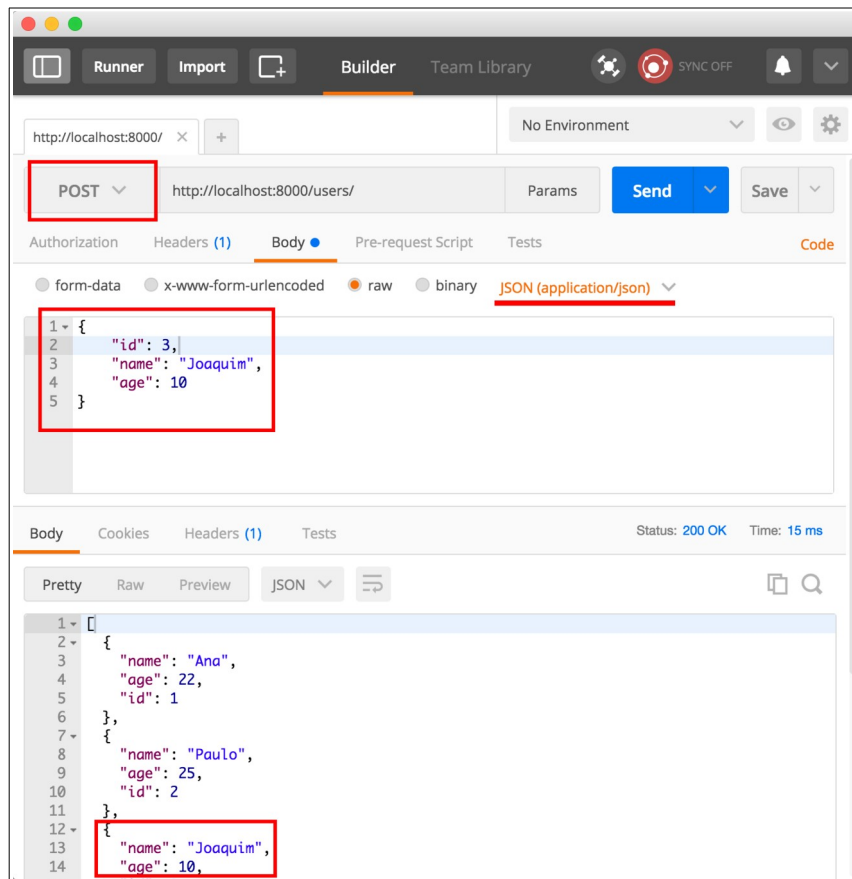 Runner Import Builder Team Library SYNC OFF
http://localhost:8000/ × + No Environment
POST http://localhost:8000/users/ Params Send Save
Authorization Headers (1) Body Pre-request Script Tests Code
form-data x-www-form-urlencoded raw binary JSON (application/json)
1 {
2 "id": 3,
3 "name": "Joaquim",
4 "age": 10
5 }
Body Cookies Headers (1) Tests Status: 200 OK Time: 15 ms
Pretty Raw Preview JSON
1 [
2 {
3 "name": "Ana",
4 "age": 22,
5 "id": 1
6 },
7 {
8 "name": "Paulo",
9 "age": 25,
10 "id": 2
11 },
12 {
13 "name": "Joaquim",
14 "age": 10,